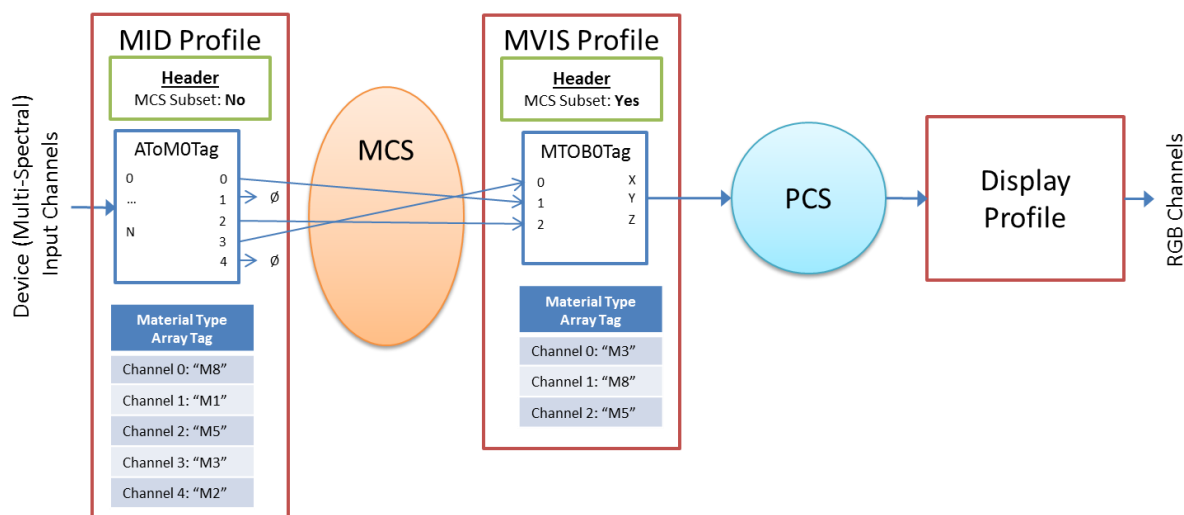 Device (Multi-Spectral)
Input Channels
MID Profile
Header
MCS Subset: No
AToM0Tag
0
...
N
0
1
2
3
4
Ø
Ø
Material Type
Array Tag
Channel 0: “M8”
Channel 1: “M1”
Channel 2: “M5”
Channel 3: “M3”
Channel 4: “M2”
MCS
MVIS Profile
Header
MCS Subset: Yes
MTOB0Tag
0
1
2
X
Y
Z
Material Type
Array Tag
Channel 0: “M3”
Channel 1: “M8”
Channel 2: “M5”
PCS
Display
Profile
RGB Channels